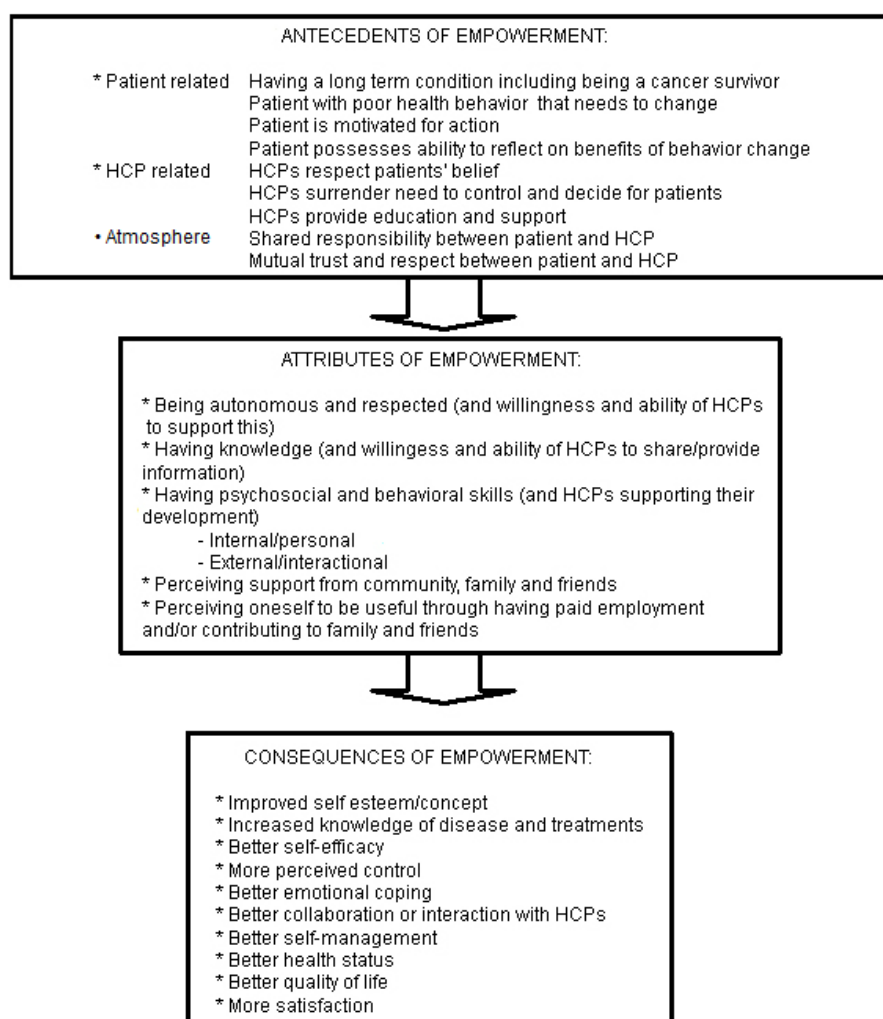 ANTECEDENTS OF EMPOWERMENT:
* Patient related Having a long term condition including being a cancer survivor
Patient with poor health behavior that needs to change
Patient is motivated for action
Patient possesses ability to reflect on benefits of behavior change
* HCP related HCPs respect patients' belief
HCPs surrender need to control and decide for patients
HCPs provide education and support
• Atmosphere Shared responsibility between patient and HCP
Mutual trust and respect between patient and HCP
ATTRIBUTES OF EMPOWERMENT:
* Being autonomous and respected (and willingness and ability of HCPs
to support this)
* Having knowledge (and willingess and ability of HCPs to share/provide
information)
* Having psychosocial and behavioral skills (and HCPs supporting their
development)
- Internal/personal
- External/interactional
* Perceiving support from community, family and friends
* Perceiving oneself to be useful through having paid employment
and/or contributing to family and friends
CONSEQUENCES OF EMPOWERMENT:
* Improved self esteem/concept
* Increased knowledge of disease and treatments
* Better self-efficacy
* More perceived control
* Better emotional coping
* Better collaboration or interaction with HCPs
* Better self-management
* Better health status
* Better quality of life
* More satisfaction